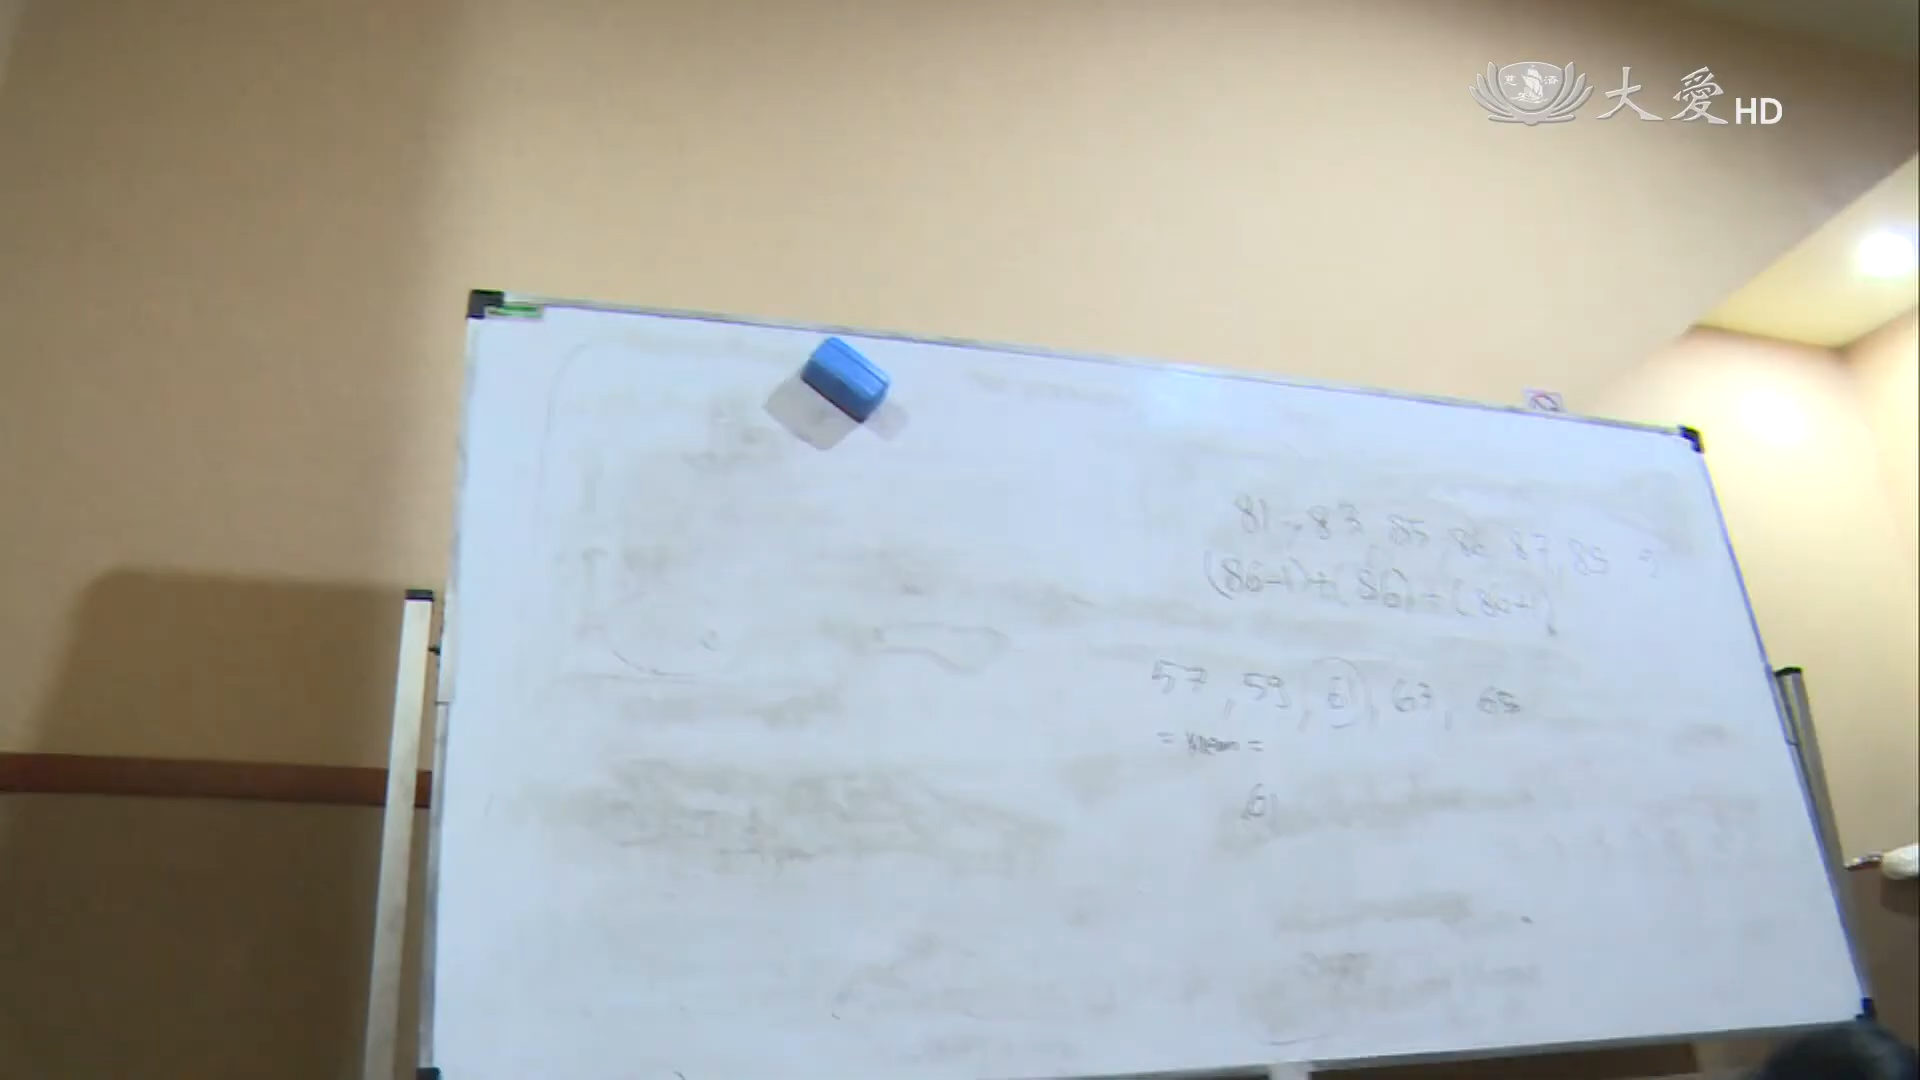 大愛HD
81, 83, 85, 86, 87, 89
(86-1)+(86)+(86+1)
57, 59, 61, 63, 65
61